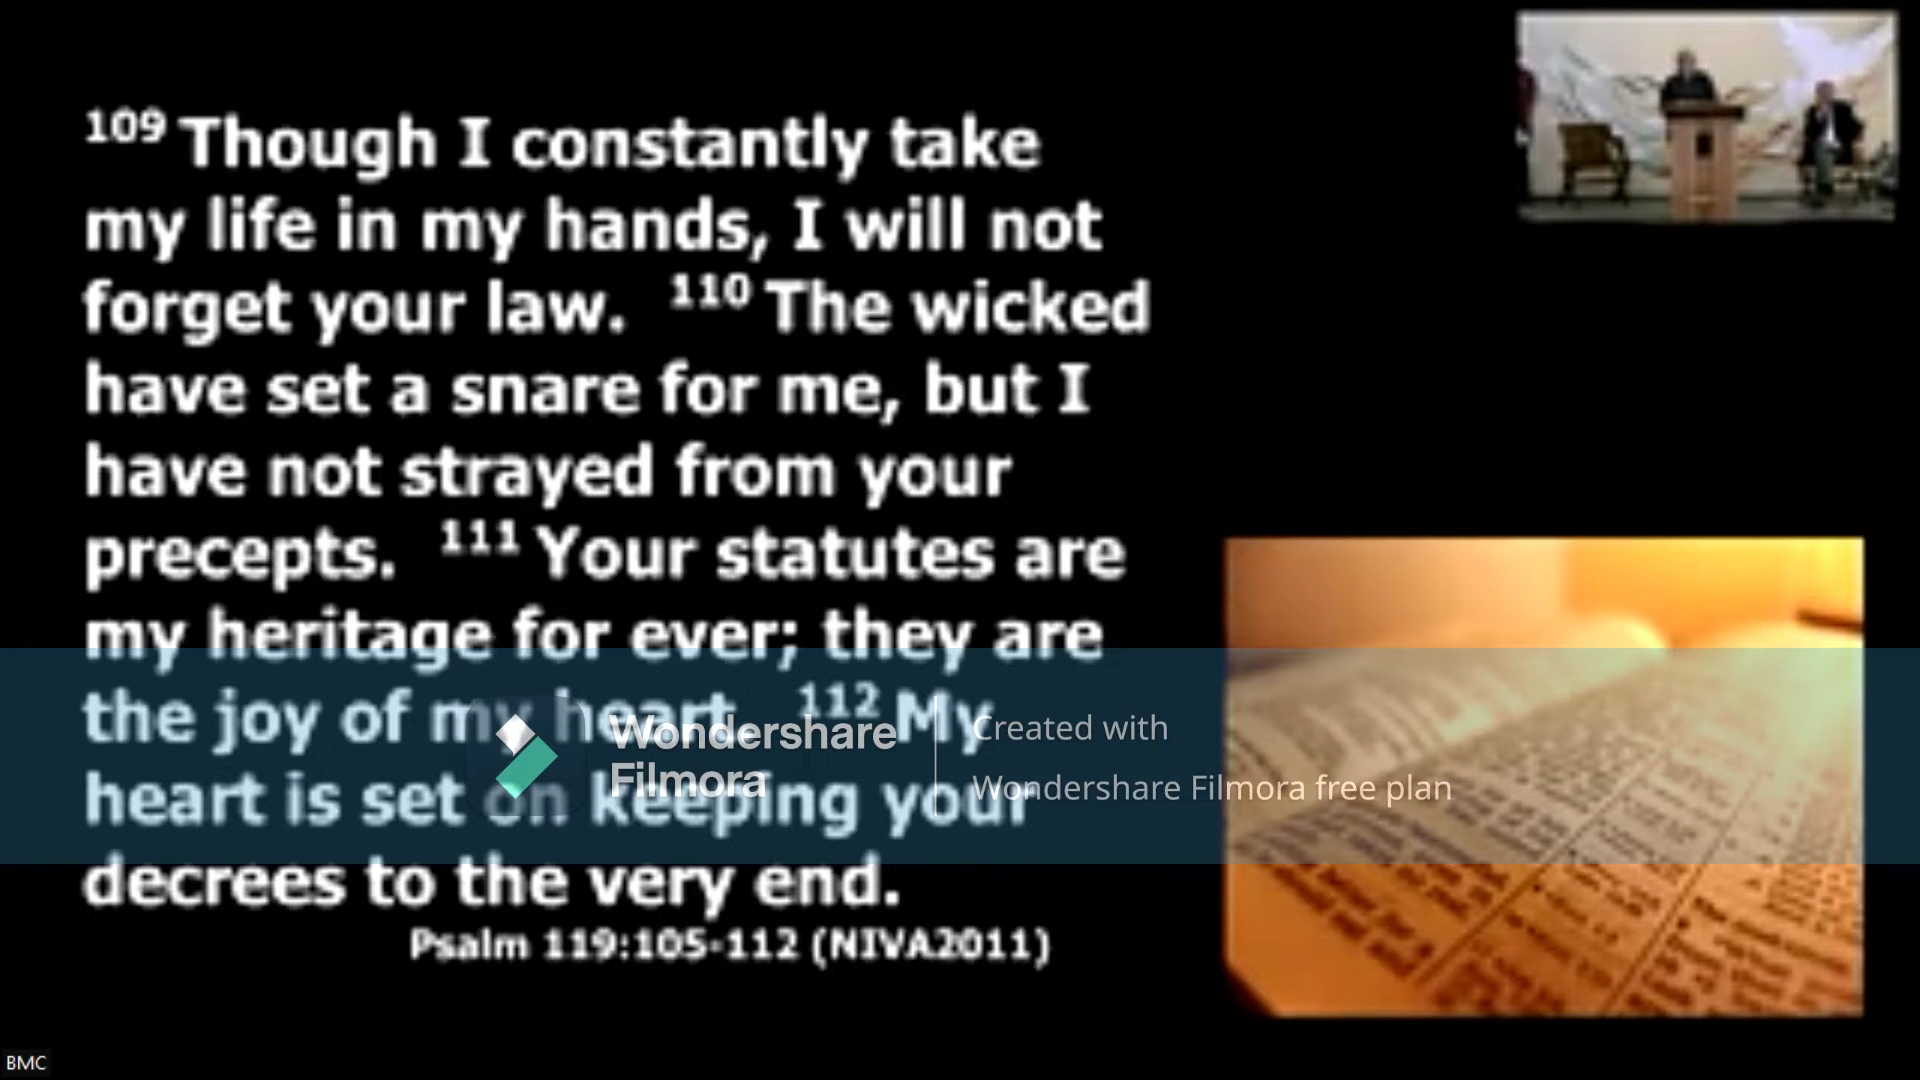 109 Though I constantly take
my life in my hands, I will not
forget your law. 110 The wicked
have set a snare for me, but I
have not strayed from your
precepts. 111 Your statutes are
my heritage for ever; they are
the joy of my heart. 112 My
heart is set on keeping your
decrees to the very end.
Psalm 119:105-112 (NIVA2011)
Wondershare
Filmora
Created with
Wondershare Filmora free plan
BMC